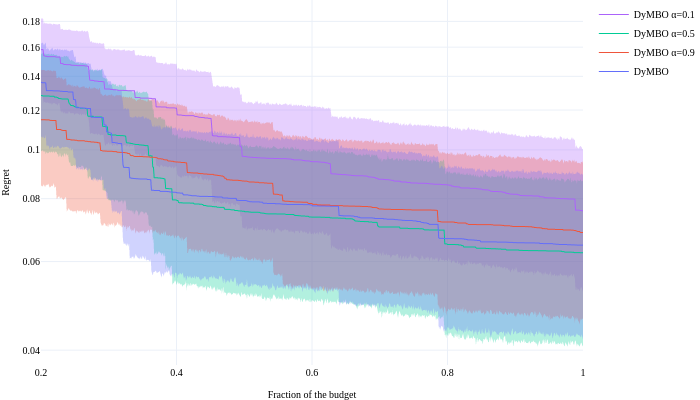 0.18
0.16
0.14
0.12
0.1
0.08
0.06
0.04
Regret
0.2
0.4
0.6
0.8
1
Fraction of the budget
DyMBO α=0.1
DyMBO α=0.5
DyMBO α=0.9
DyMBO